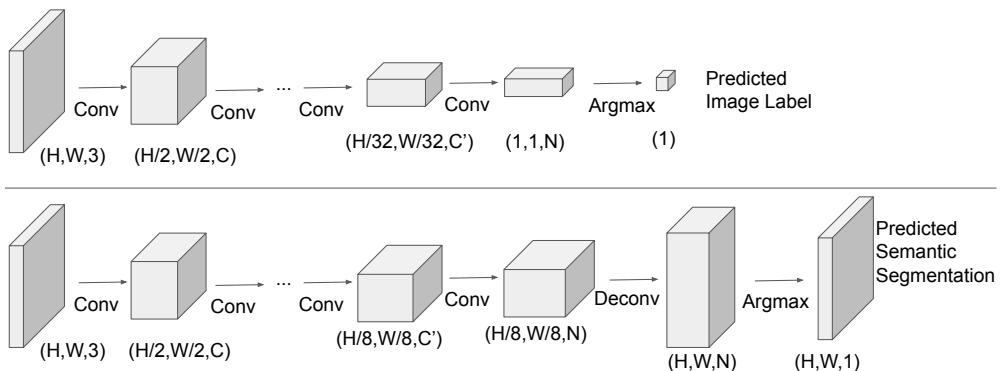 Conv
Conv
...
Conv
Conv
Argmax
Predicted
Image Label
(H,W,3)
(H/2,W/2,C)
(H/32,W/32,C')
(1,1,N)
(1)
Conv
Conv
...
Conv
Conv
Deconv
Argmax
Predicted
Semantic
Segmentation
(H,W,3)
(H/2,W/2,C)
(H/8,W/8,C')
(H/8,W/8,N)
(H,W,N)
(H,W,1)